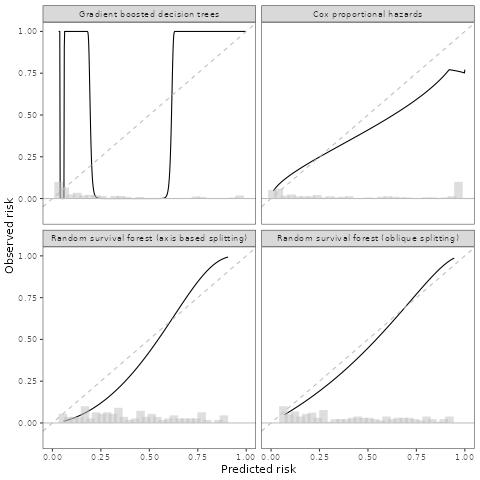 Gradient boosted decision trees
Cox proportional hazards
1.00
0.75
0.50
0.25
0.00
Random survival forest (axis based splitting)
Random survival forest (oblique splitting)
1.00
0.75
0.50
0.25
0.00
Observed risk
0.00 0.25 0.50 0.75 1.00
0.00 0.25 0.50 0.75 1.00
Predicted risk